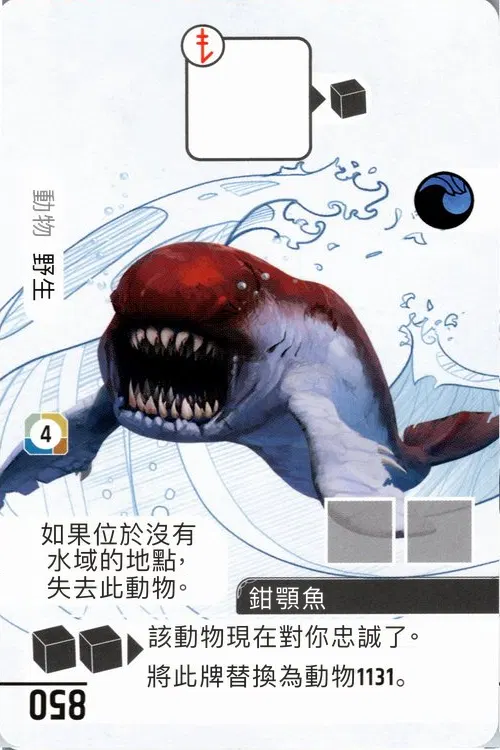 動物 野生
4
如果位於沒有
水域的地點,
失去此動物。
鉗顎魚
該動物現在對你忠誠了。
將此牌替換為動物1131。
058